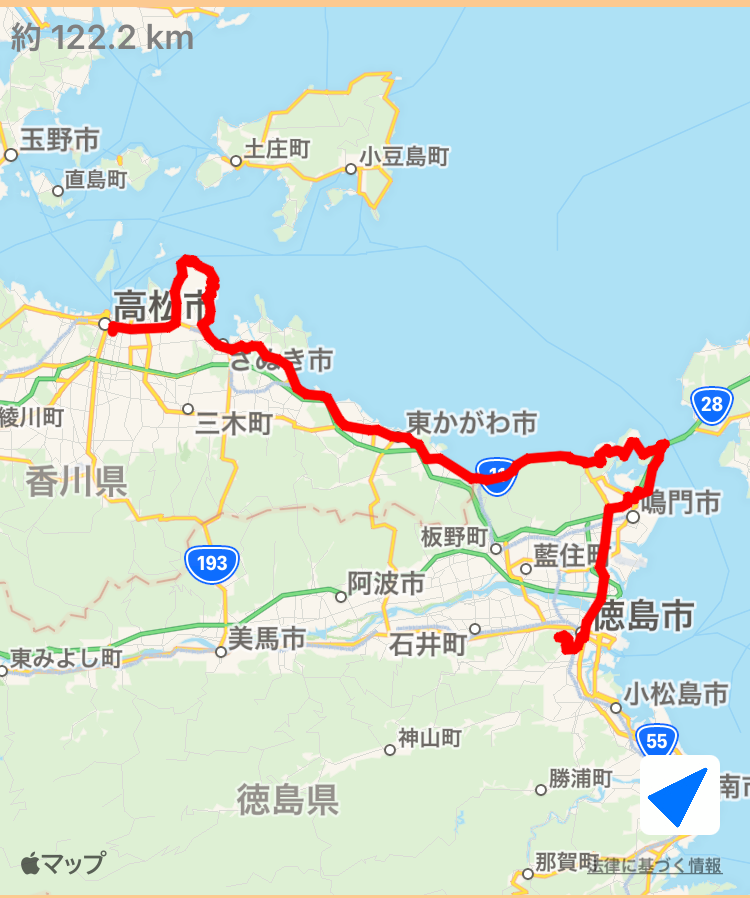 約 122.2 km
玉野市
土庄町
小豆島町
直島町
高松市
さぬき市
28
綾川町
三木町
東かがわ市
11
香川県
鳴門市
板野町
藍住町
193
阿波市
徳島市
美馬市
石井町
東みよし町
小松島市
55
神山町
勝浦町
徳島県
マップ
那賀町
法律に基づく情報